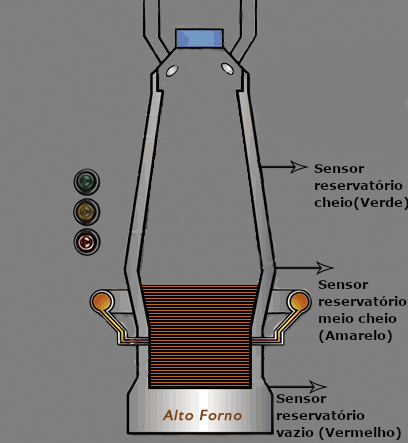 Sensor
reservatório
cheio(Verde)
Sensor
reservatório
meio cheio
(Amarelo)
Sensor
reservatório
vazio (Vermelho)
Alto Forno